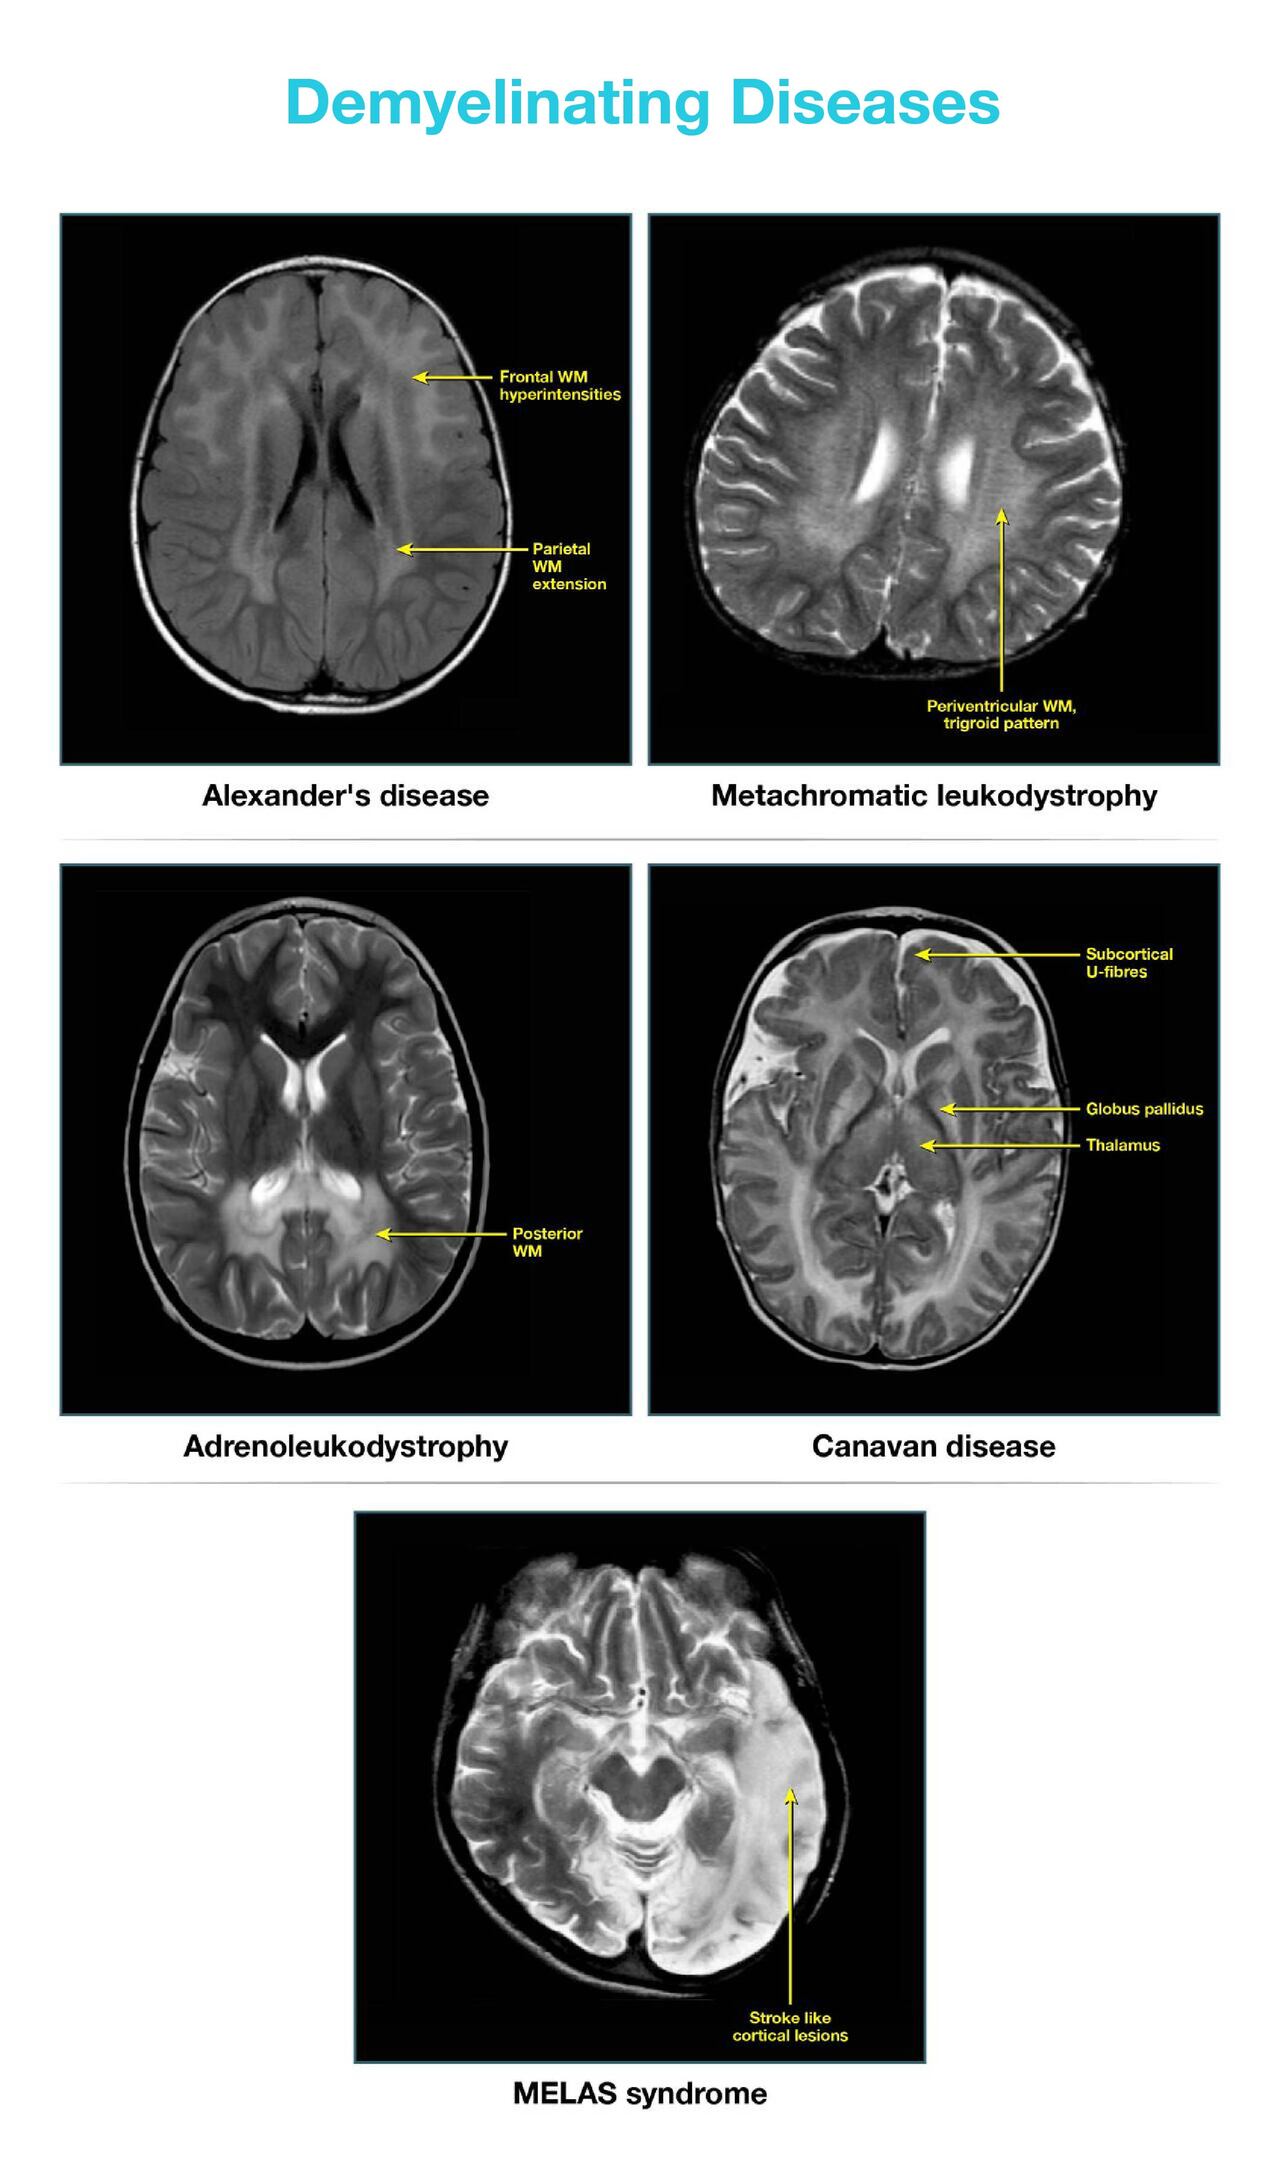 Demyelinating Diseases
Frontal WM
hyperintensities
Parietal
WM
extension
Periventricular WM,
trigroid pattern
Alexander's disease
Metachromatic leukodystrophy
Posterior
WM
Subcortical
U-fibres
Globus pallidus
Thalamus
Adrenoleukodystrophy
Canavan disease
Stroke like
cortical lesions
MELAS syndrome